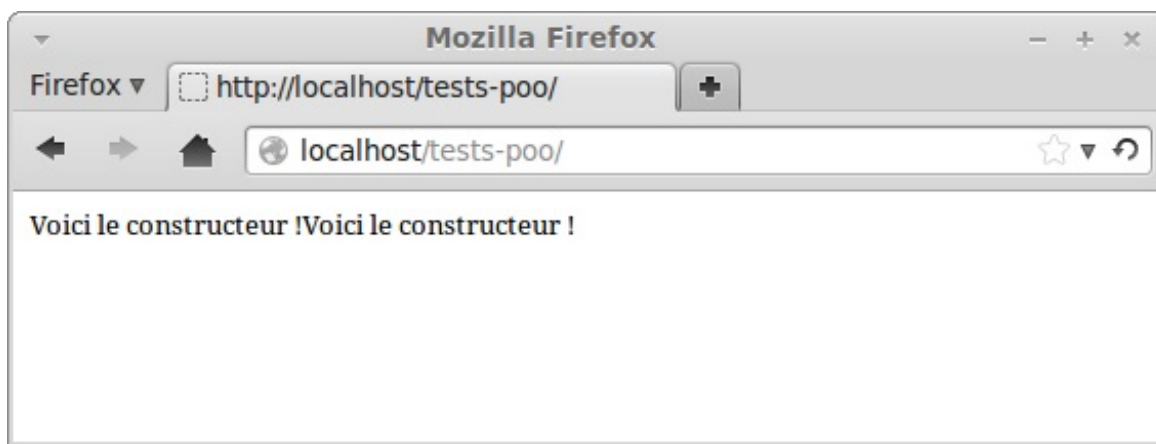 Mozilla Firefox
Firefox
http://localhost/tests-poo/
localhost/tests-poo/
Voici le constructeur !Voici le constructeur !